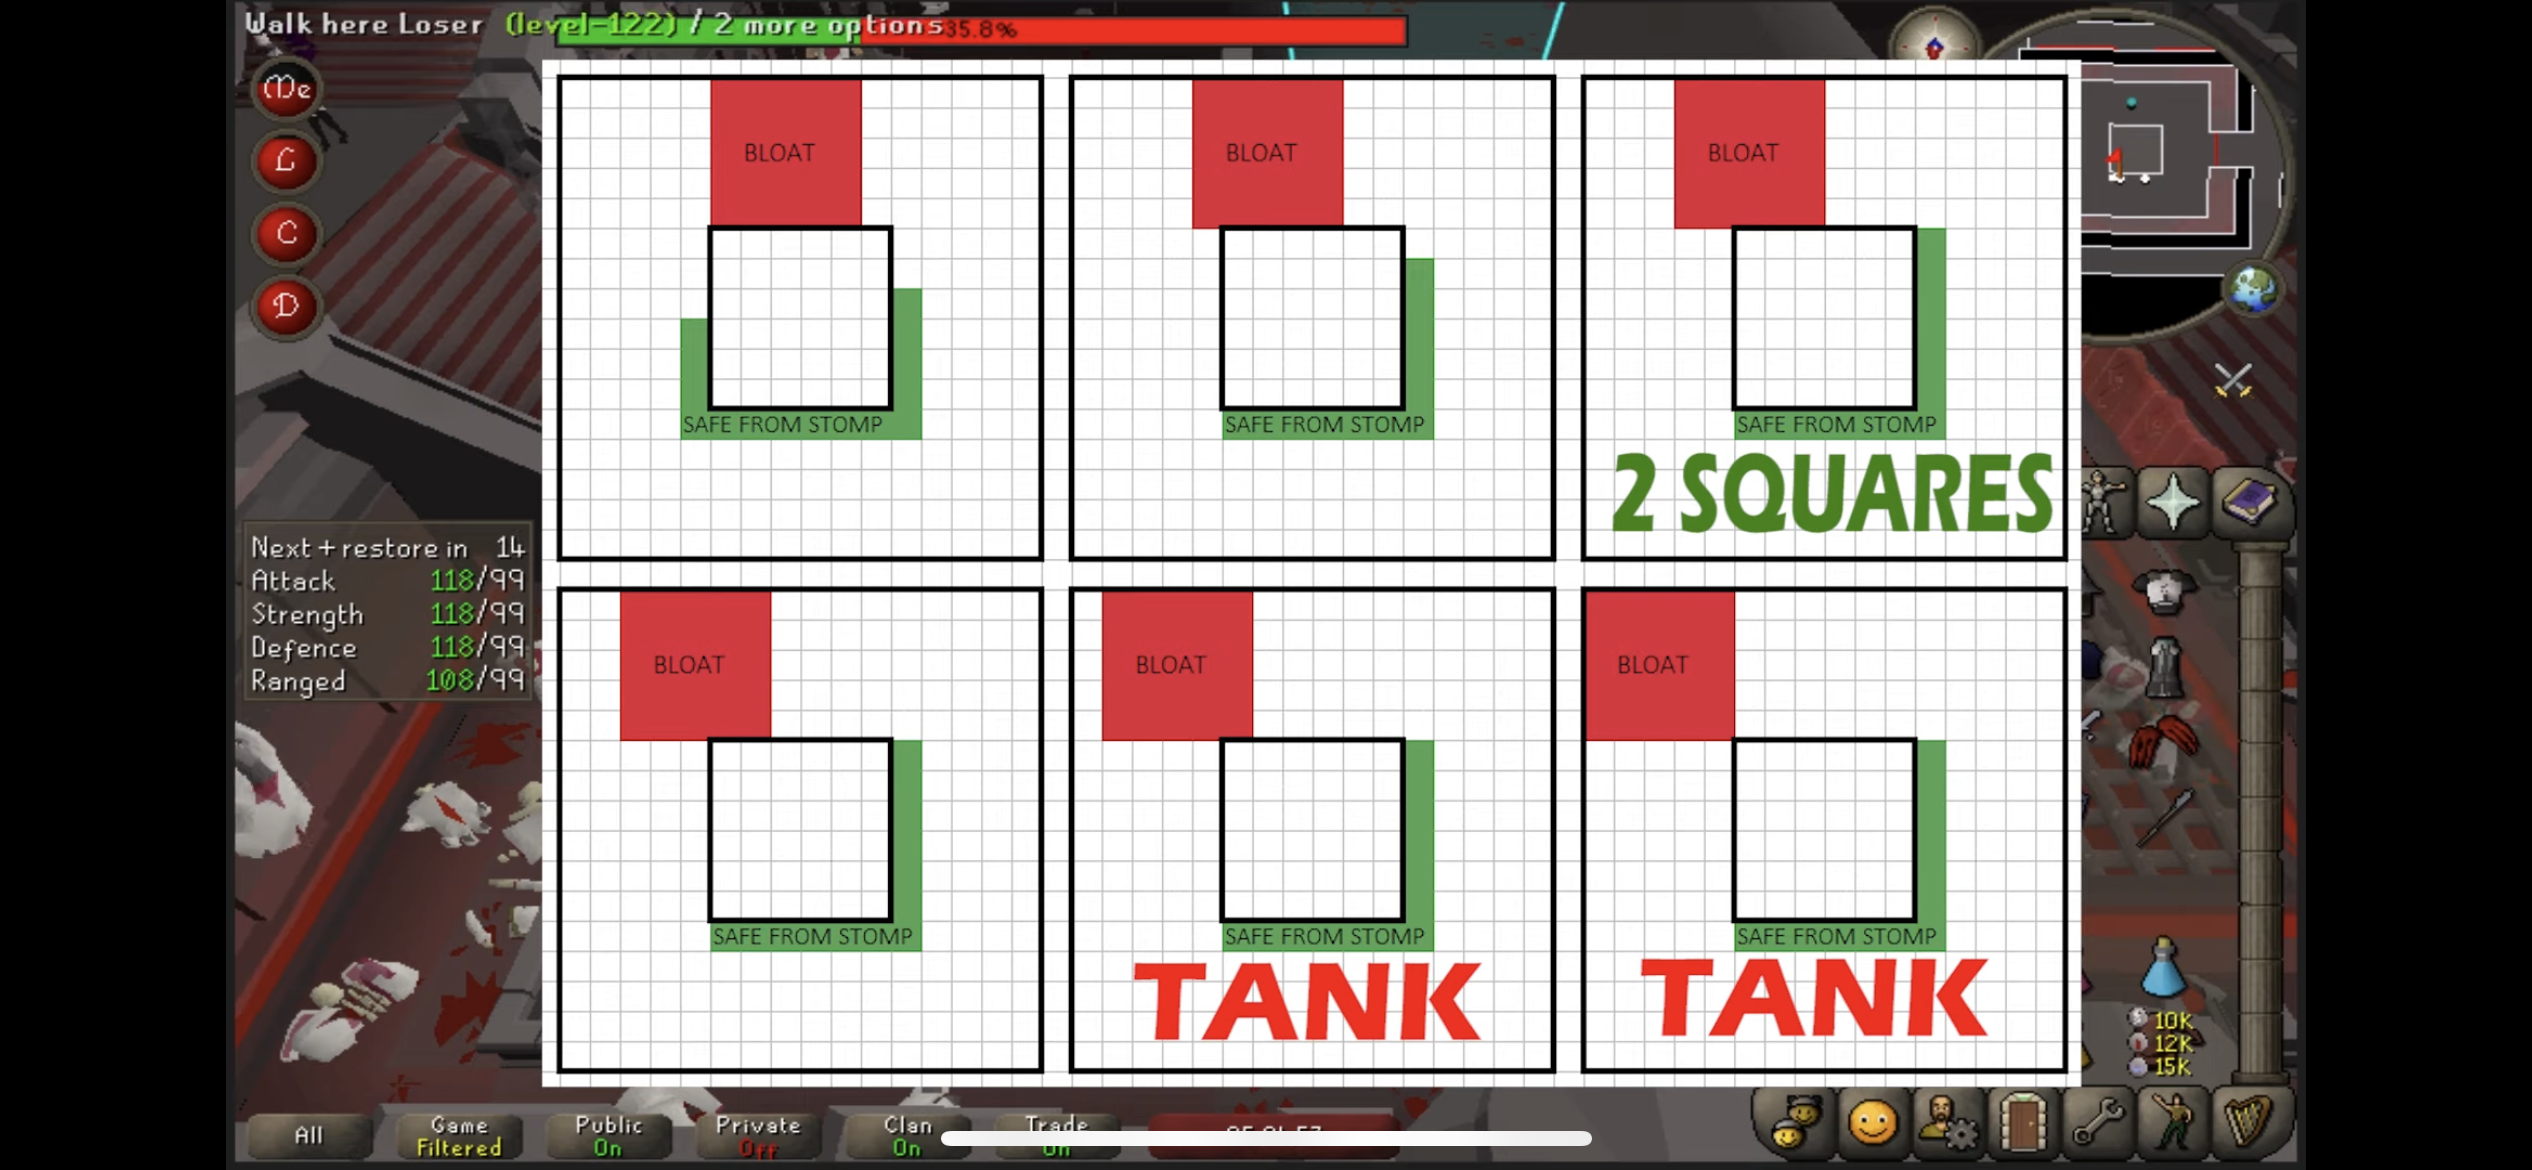 Walk here Loser (level-122) / 2 more options
35.8%
Me
L
C
D
BLOAT
SAFE FROM STOMP
BLOAT
SAFE FROM STOMP
BLOAT
SAFE FROM STOMP
2 SQUARES
Next + restore in 14
Attack 118/99
Strength 118/99
Defence 118/99
Ranged 108/99
BLOAT
SAFE FROM STOMP
BLOAT
SAFE FROM STOMP
TANK
BLOAT
SAFE FROM STOMP
TANK
10K
12K
15K
All
Game
Filtered
Public
On
Private
Off
Clan
On
Trade
On